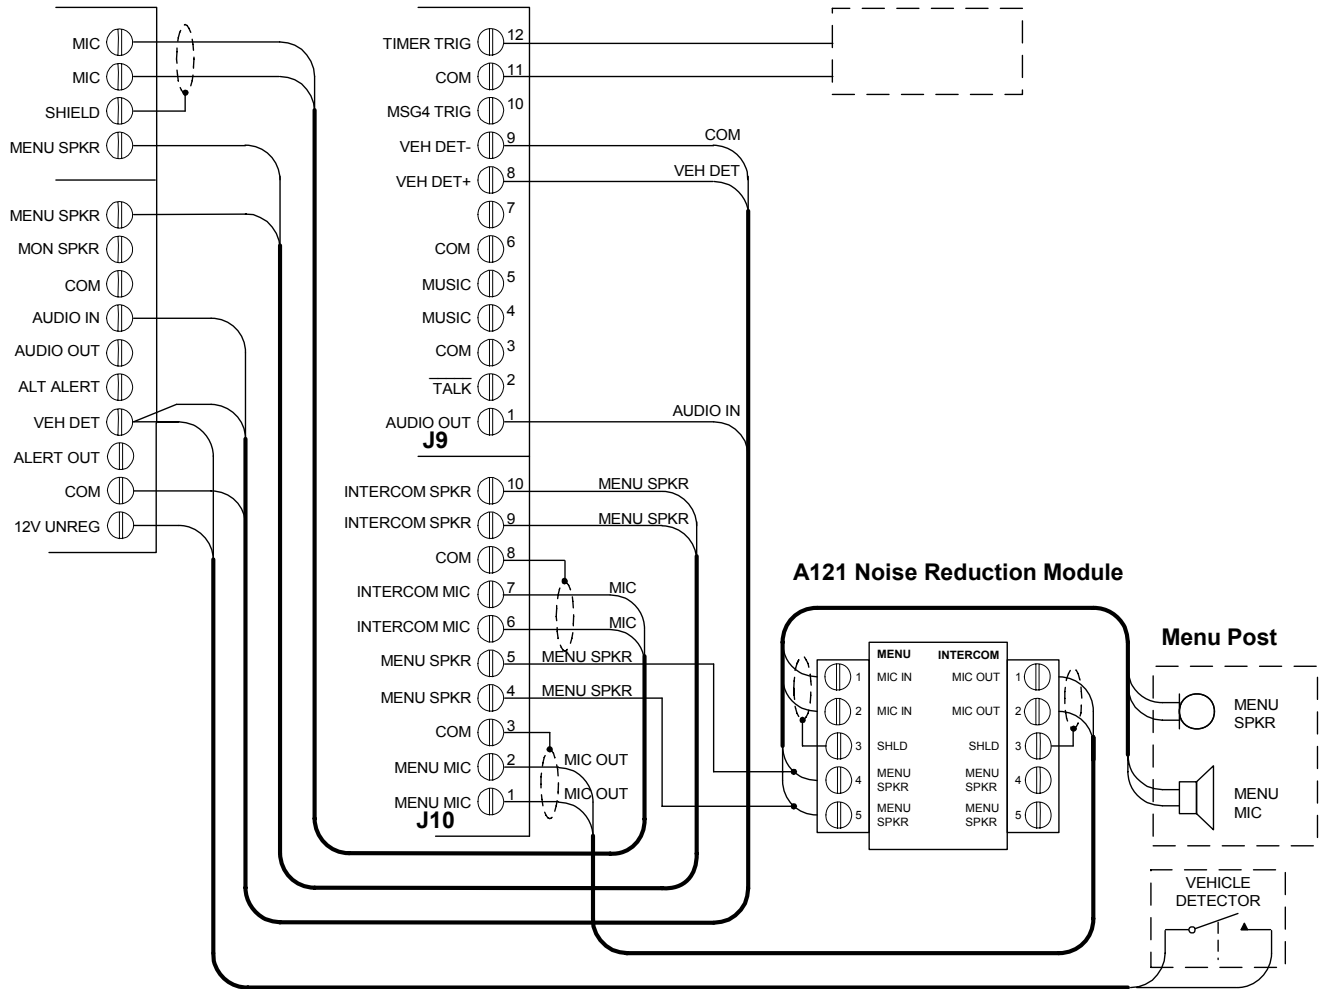 MIC
MIC
SHIELD
MENU SPKR
MENU SPKR
MON SPKR
COM
AUDIO IN
AUDIO OUT
ALT ALERT
VEH DET
ALERT OUT
COM
12V UNREG
TIMER TRIG 12
COM 11
MSG4 TRIG 10
VEH DET- 9 COM
VEH DET+ 8 VEH DET
7
COM 6
MUSIC 5
MUSIC 4
COM 3
TALK 2
AUDIO OUT 1 AUDIO IN
J9
INTERCOM SPKR 10 MENU SPKR
INTERCOM SPKR 9 MENU SPKR
COM 8
INTERCOM MIC 7 MIC
INTERCOM MIC 6 MIC
MENU SPKR 5 MENU SPKR
MENU SPKR 4 MENU SPKR
COM 3
MENU MIC 2 MIC OUT
MENU MIC 1 MIC OUT
J10
A121 Noise Reduction Module
MENU INTERCOM
1 MIC IN MIC OUT 1
2 MIC IN MIC OUT 2
3 SHLD SHLD 3
4 MENU SPKR MENU SPKR 4
5 MENU SPKR MENU SPKR 5
Menu Post
MENU
SPKR
MENU
MIC
VEHICLE
DETECTOR